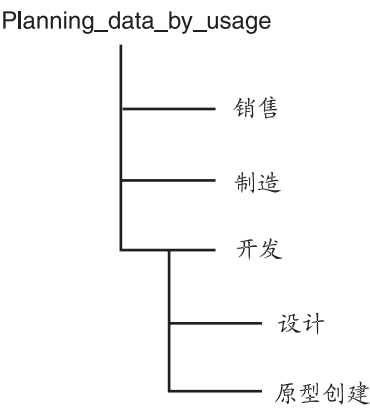 Planning_data_by_usage
销售
制造
开发
设计
原型创建